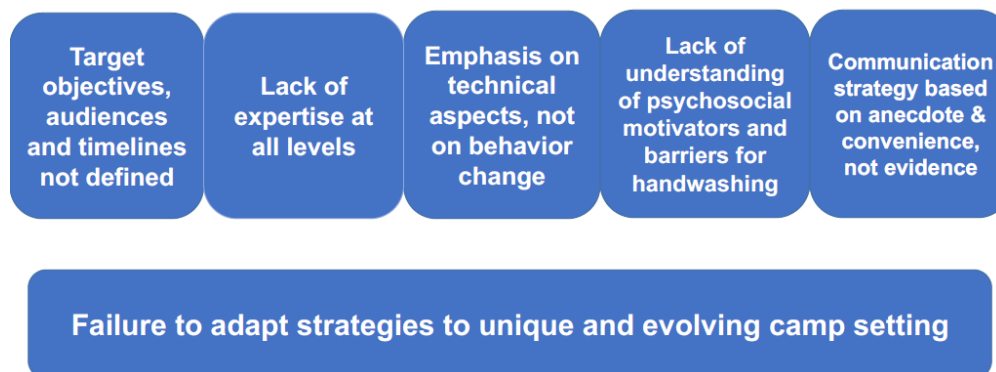 Target
objectives,
audiences
and timelines
not defined
Lack of
expertise at
all levels
Emphasis on
technical
aspects, not
on behavior
change
Lack of
understanding
of psychosocial
motivators and
barriers for
handwashing
Communication
strategy based
on anecdote &
convenience,
not evidence
Failure to adapt strategies to unique and evolving camp setting